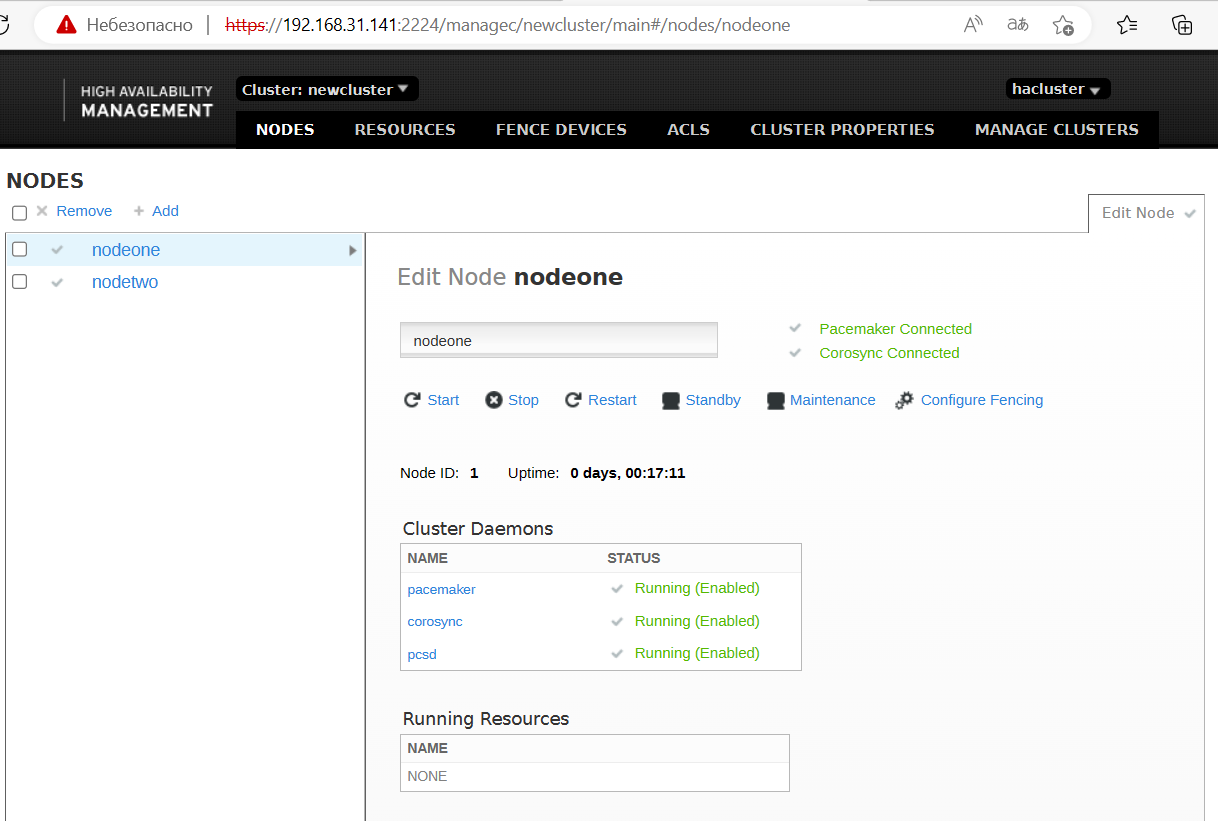 Небезопасно https://192.168.31.141:2224/managec/newcluster/main#/nodes/nodeone
HIGH AVAILABILITY
MANAGEMENT
Cluster: newcluster
hacluster
NODES RESOURCES FENCE DEVICES ACLS CLUSTER PROPERTIES MANAGE CLUSTERS
NODES
Remove Add
Edit Node
nodeone
nodetwo
Edit Node nodeone
nodeone
Pacemaker Connected
Corosync Connected
Start Stop Restart Standby Maintenance Configure Fencing
Node ID: 1 Uptime: 0 days, 00:17:11
Cluster Daemons
NAME STATUS
pacemaker Running (Enabled)
corosync Running (Enabled)
pcsd Running (Enabled)
Running Resources
NAME
NONE